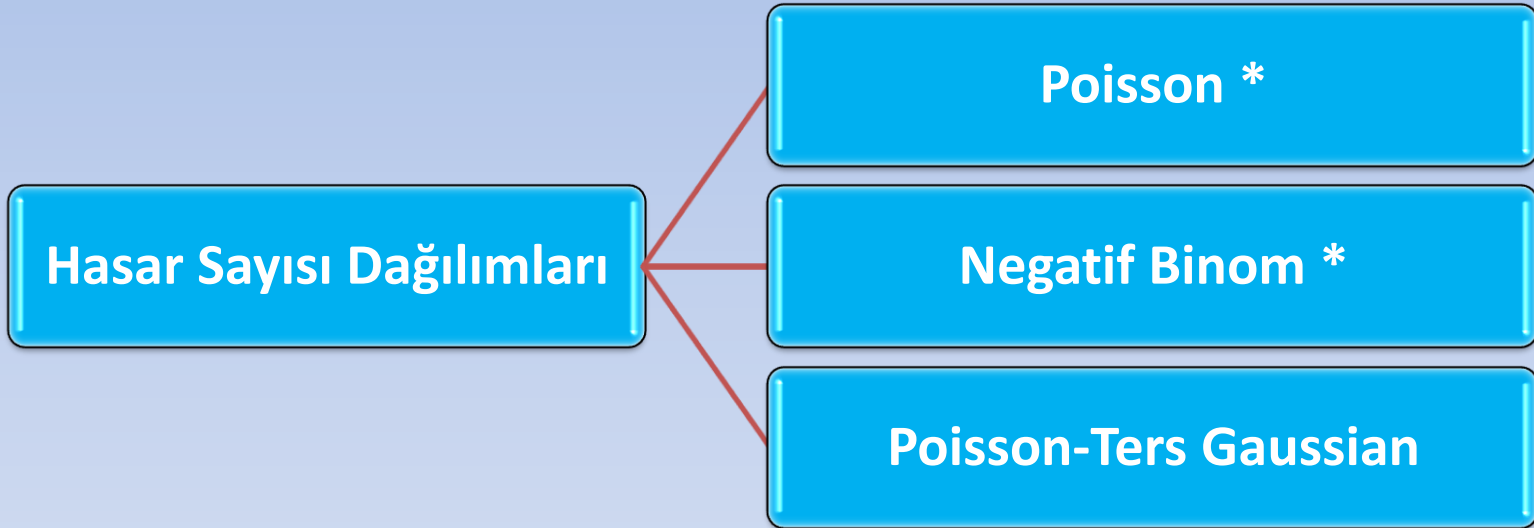 Poisson *
Hasar Sayısı Dağılımları
Negatif Binom *
Poisson-Ters Gaussian